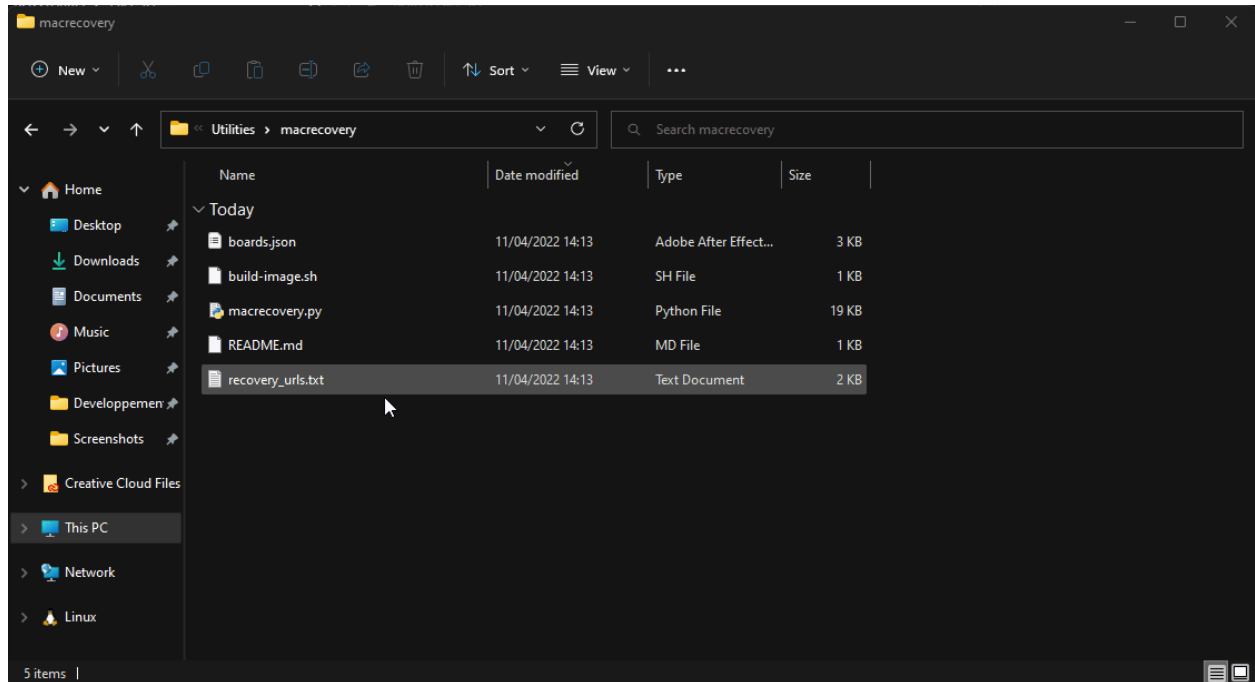 macrecovery
New
Sort
View
Utilities > macrecovery
Search macrecovery
Name Date modified Type Size
Home
Desktop
Downloads
Documents
Music
Pictures
Developpemen
Screenshots
Creative Cloud Files
This PC
Network
Linux
Today
boards.json 11/04/2022 14:13 Adobe After Effect... 3 KB
build-image.sh 11/04/2022 14:13 SH File 1 KB
macrecovery.py 11/04/2022 14:13 Python File 19 KB
README.md 11/04/2022 14:13 MD File 1 KB
recovery_urls.txt 11/04/2022 14:13 Text Document 2 KB
5 items